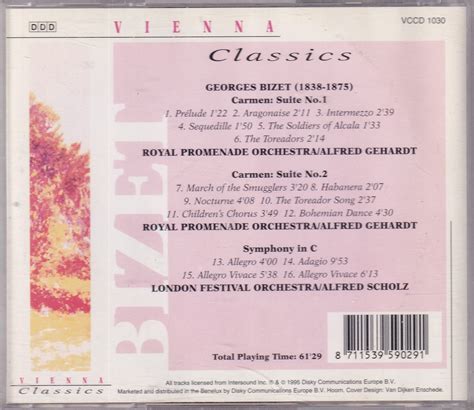 DDD
VIENNA
VCCD 1030
Classics
GEORGES BIZET (1838-1875)
Carmen: Suite No.1
1. Prélude 1'22 2. Aragonaise 2'11 3. Intermezzo 2'39
4. Sequedille 1'50 5. The Soldiers of Alcala 1'33
6. The Toreadors 2'14
ROYAL PROMENADE ORCHESTRA/ALFRED GEHARDT
Carmen: Suite No.2
7. March of the Smugglers 3'20 8. Habanera 2'07
9. Nocturne 4'08 10. The Toreador Song 2'37
11. Children's Chorus 3'49 12. Bohemian Dance 4'30
ROYAL PROMENADE ORCHESTRA/ALFRED GEHARDT
Symphony in C
13. Allegro 4'00 14. Adagio 9'53
15. Allegro Vivace 5'38 16. Allegro Vivace 6'13
LONDON FESTIVAL ORCHESTRA/ALFRED SCHOLZ
BIZET
Total Playing Time: 61'29
8 711539 590291
VIENNA
Classics
All tracks licensed from Intersound Inc. ℗ & © 1995 Disky Communications Europe B.V.
Marketed and distributed in the Benelux by Disky Communications Europe B.V. Hoorn, Cover Design: Van Dijken Enschede.